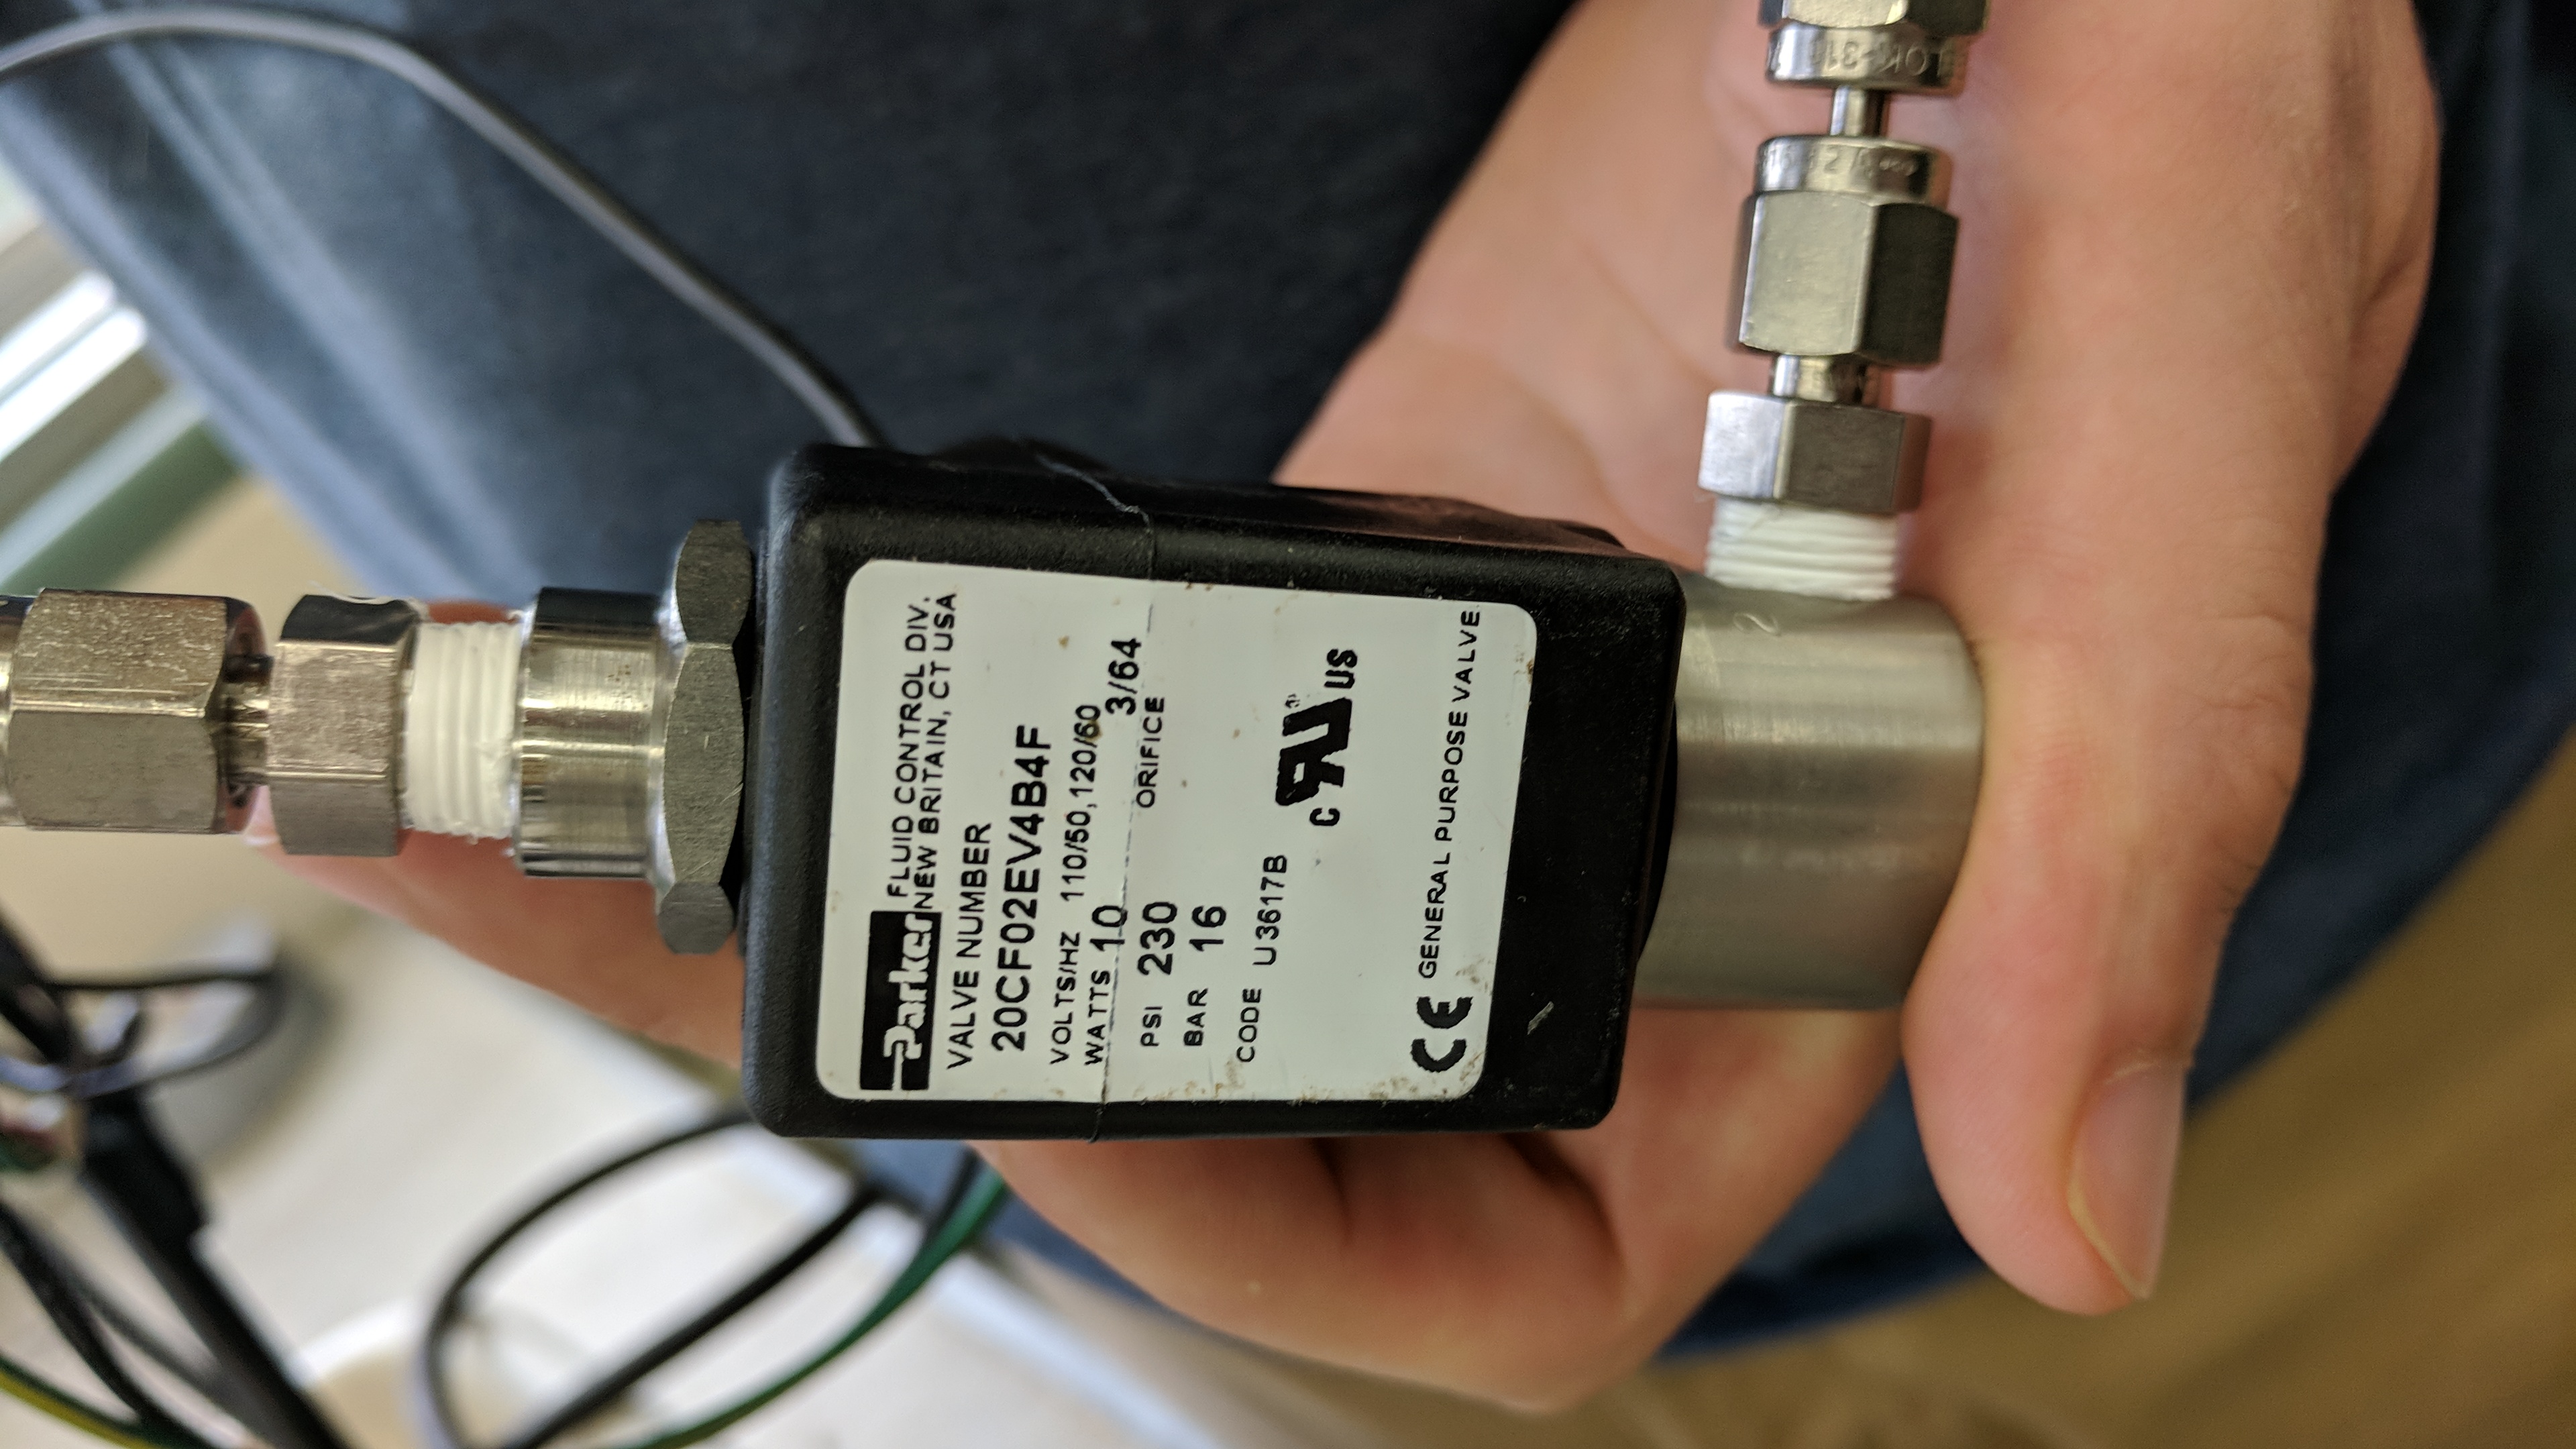 Parker FLUID CONTROL DIV.
NEW BRITAIN, CT USA
VALVE NUMBER
20CF02EV4B4F
VOLTS/HZ 110/50,120/60
WATTS 10 3/64
ORIFICE
PSI 230
BAR 16
CODE U3617B
c US
CE GENERAL PURPOSE VALVE
2